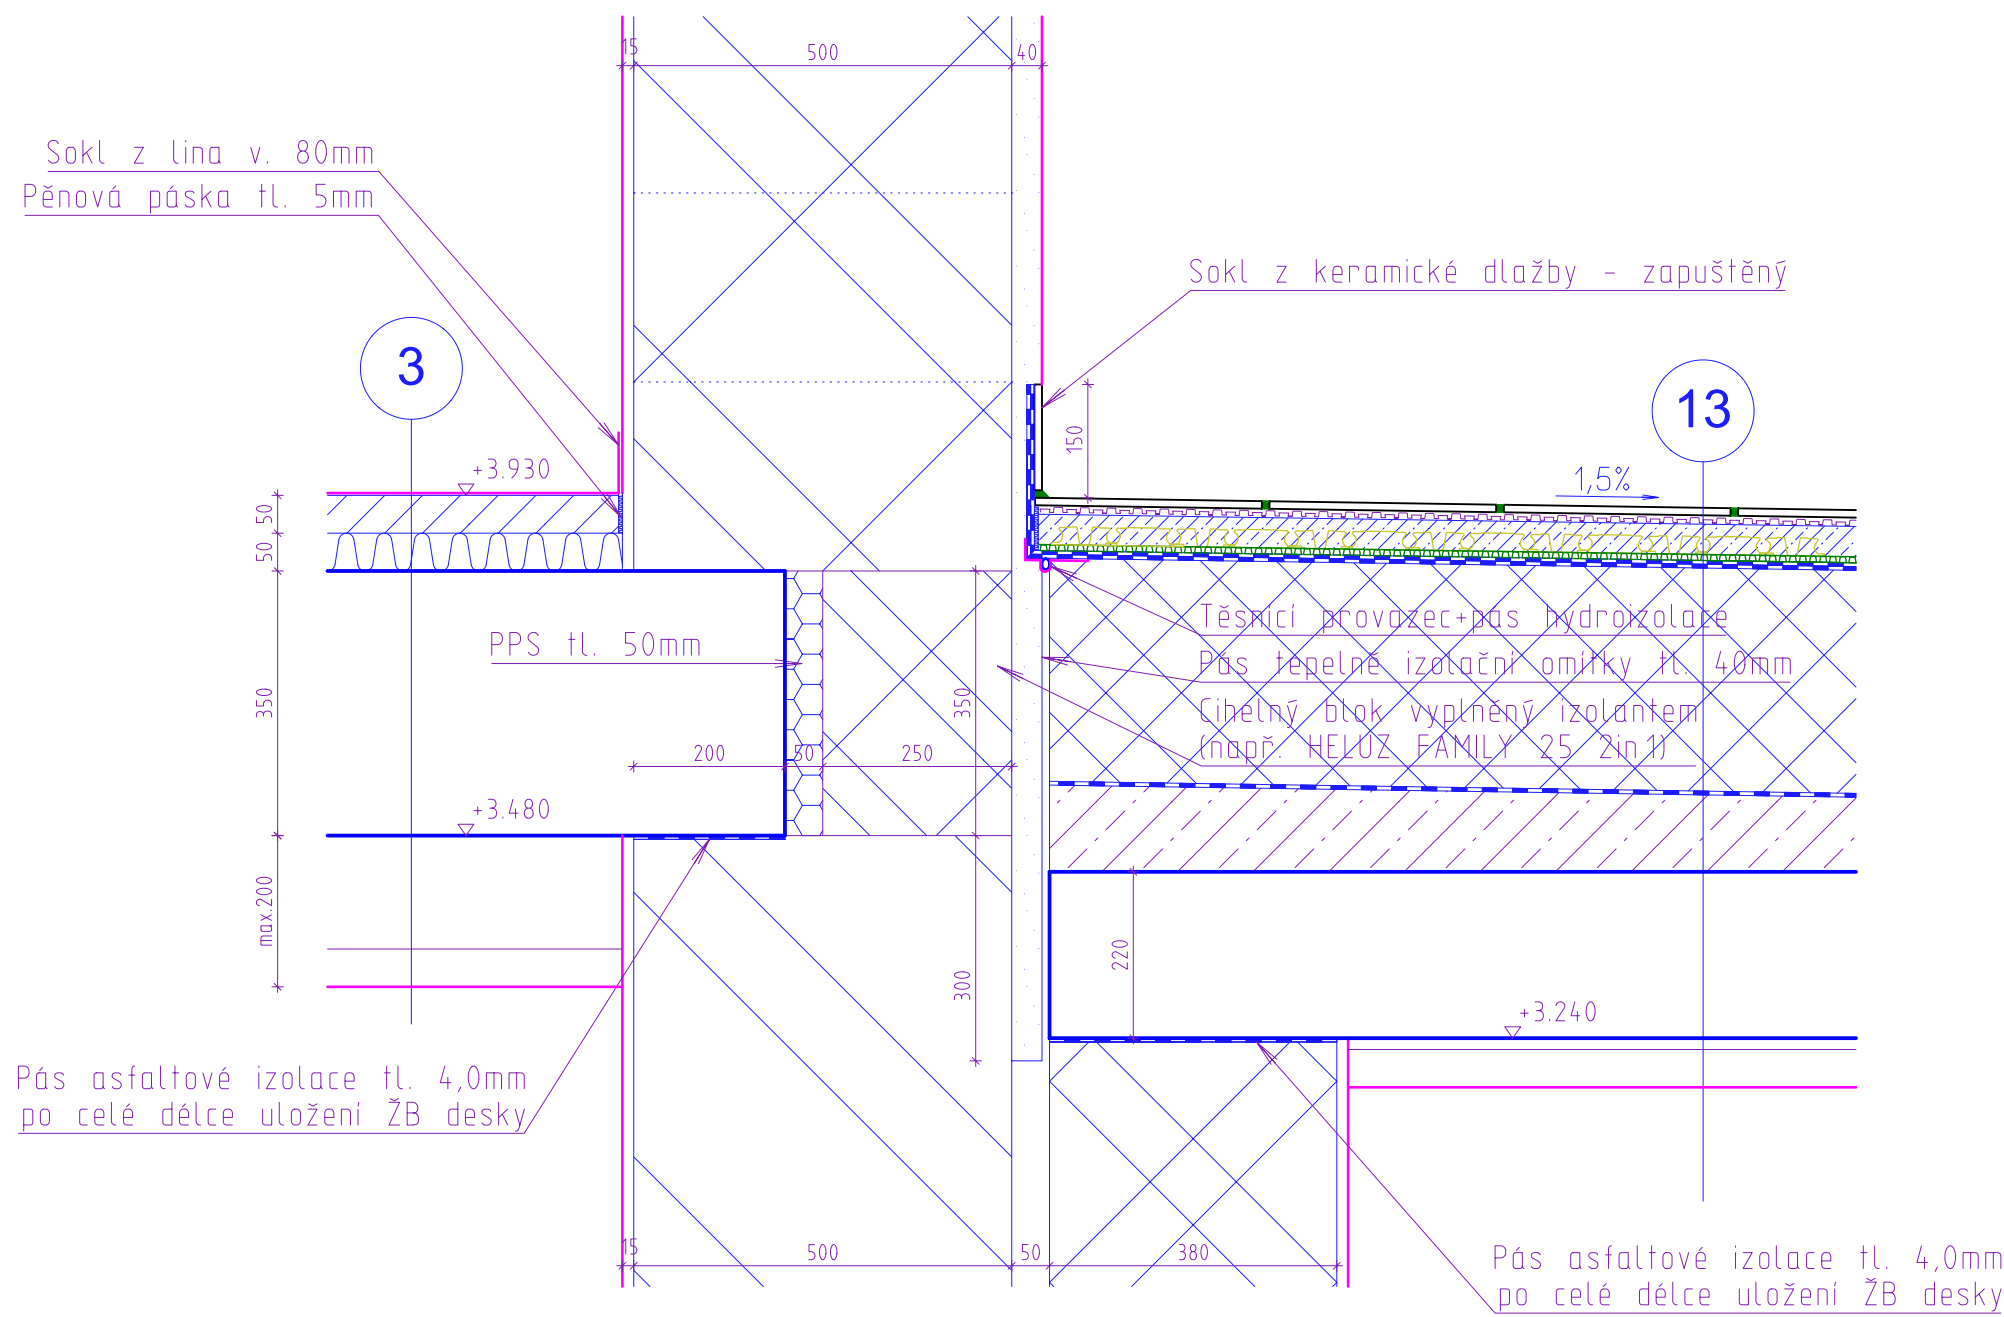 15
500
40
Sokl z lina v. 80mm
Pěnová páska tl. 5mm
Sokl z keramické dlažby - zapuštěný
3
13
150
+3.930
1,5%
50
50
Těsnící provazec+pás hydroizolace
PPS tl. 50mm
Pás tepelně izolační omítky tl. 40mm
350
350
Cihelný blok vyplněný izolantem
(např. HELUZ FAMILY 25 2in1)
200
50
250
+3.480
max.200
220
300
+3.240
Pás asfaltové izolace tl. 4,0mm
po celé délce uložení ŽB desky
15
500
50
380
Pás asfaltové izolace tl. 4,0mm
po celé délce uložení ŽB desky